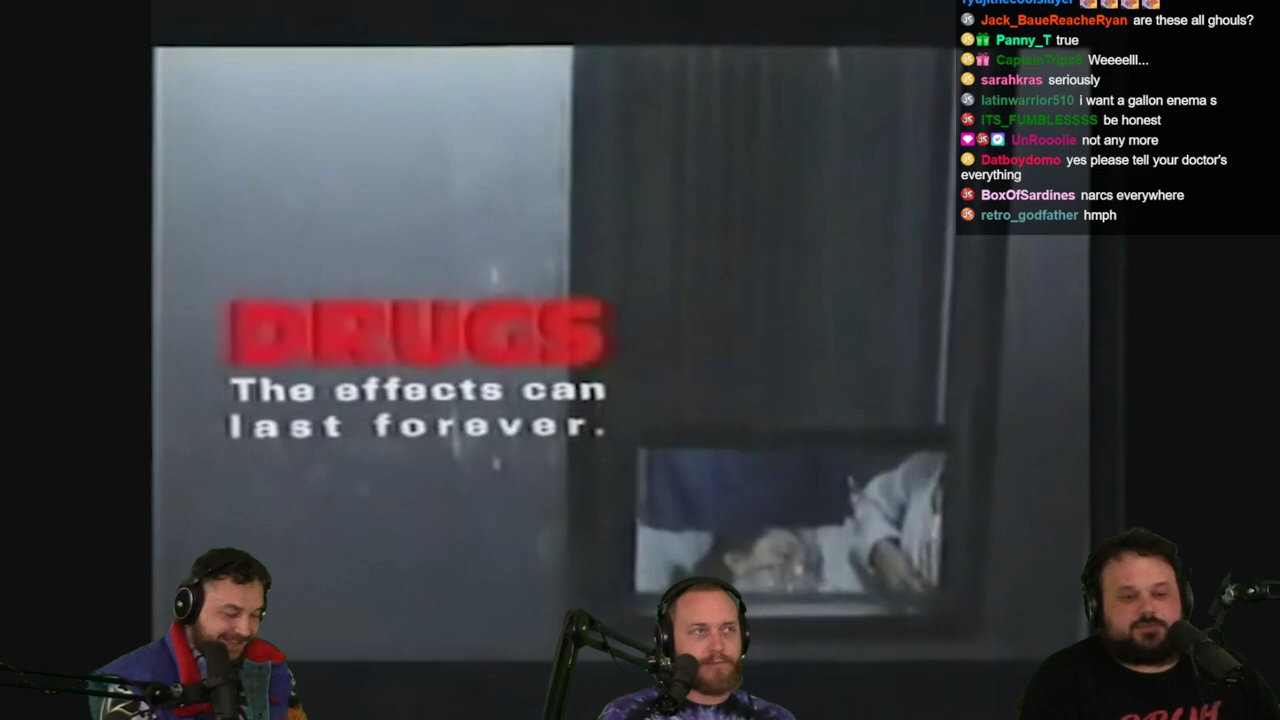 Jack_BaueReacheRyan are these all ghouls?
Panny_T true
CaptainTrips8 Weeeelll...
sarahkras seriously
latinwarrior510 i want a gallon enema s
ITS_FUMBLESSSS be honest
UnRooolie not any more
Datboydomo yes please tell your doctor's
everything
BoxOfSardines narcs everywhere
retro_godfather hmph
DRUGS
The effects can
last forever.